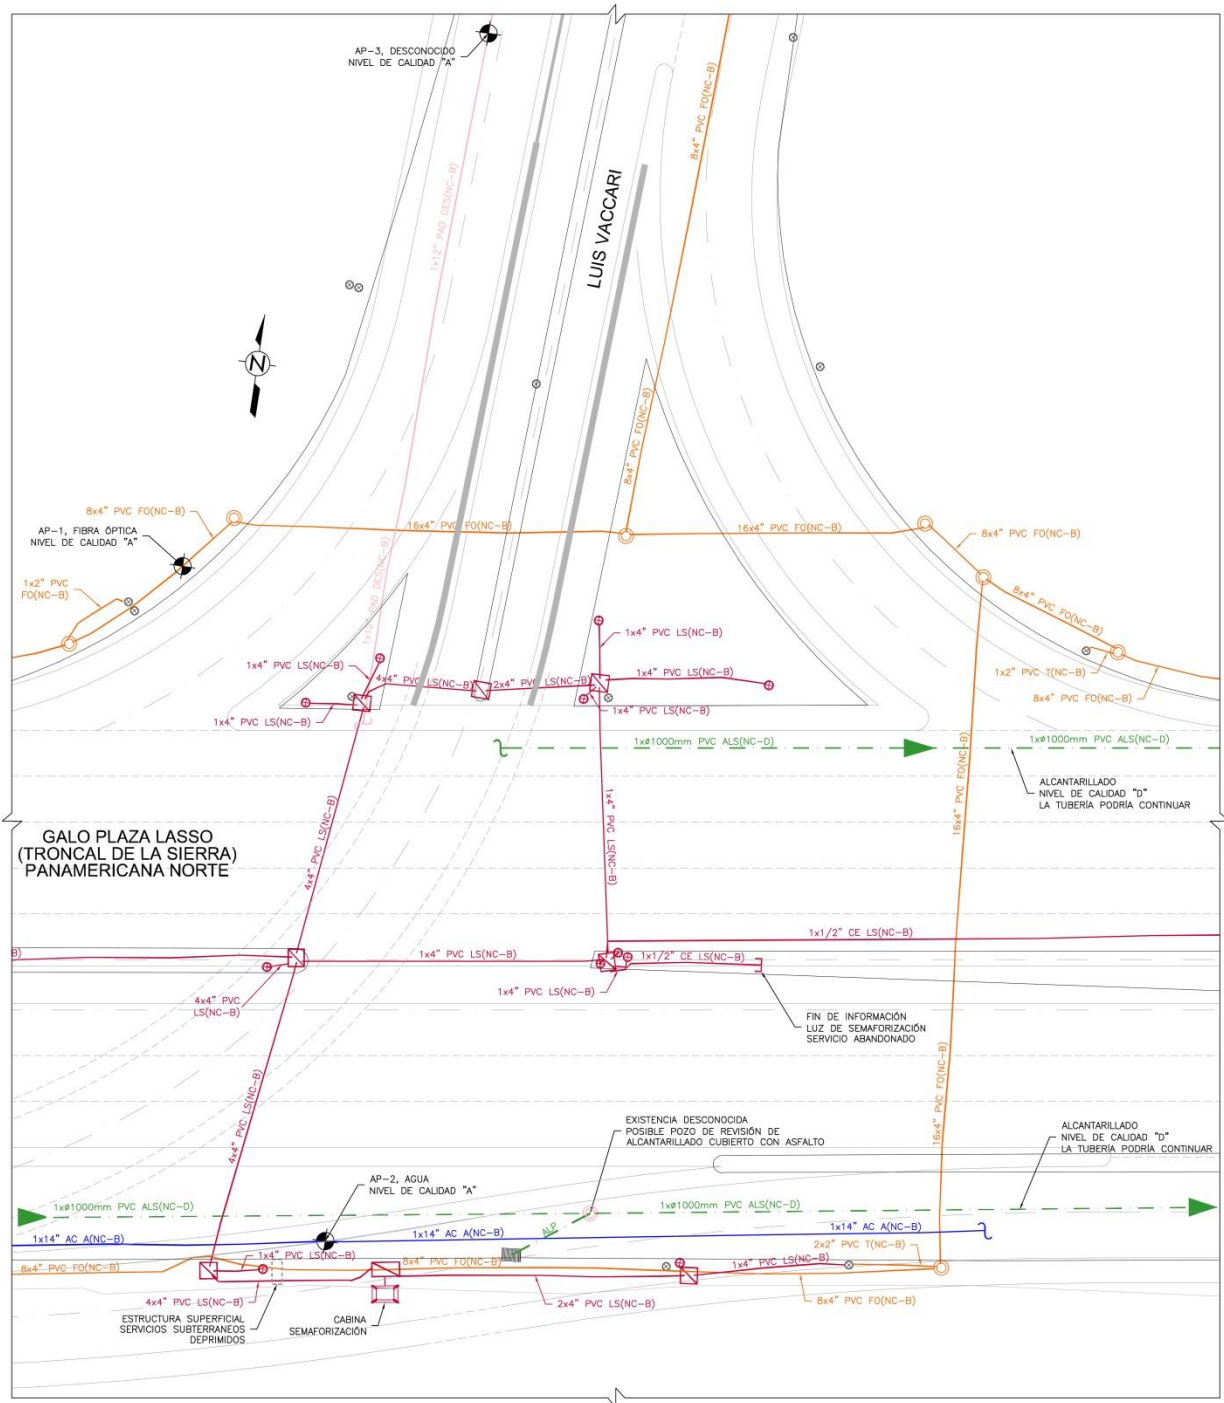 AP-3, DESCONOCIDO
NIVEL DE CALIDAD "A"
8x4" PVC FO(NC-B)
1x12" PAD DES(NC-B)
LUIS VACCARI
N
8x4" PVC FO(NC-B)
8x4" PVC FO(NC-B)
16x4" PVC FO(NC-B)
16x4" PVC FO(NC-B)
8x4" PVC FO(NC-B)
AP-1, FIBRA ÓPTICA
NIVEL DE CALIDAD "A"
1x2" PVC
FO(NC-B)
1x12" PAD DES(NC-B)
8x4" PVC FO(NC-B)
1x4" PVC LS(NC-B)
1x4" PVC LS(NC-B)
4x4" PVC LS(NC-B)
2x4" PVC LS(NC-B)
1x4" PVC LS(NC-B)
1x2" PVC T(NC-B)
8x4" PVC FO(NC-B)
1x4" PVC LS(NC-B)
1x4" PVC LS(NC-B)
1xø1000mm PVC ALS(NC-D)
1xø1000mm PVC ALS(NC-D)
16x4" PVC FO(NC-B)
ALCANTARILLADO
NIVEL DE CALIDAD "D"
LA TUBERÍA PODRÍA CONTINUAR
GALO PLAZA LASSO
(TRONCAL DE LA SIERRA)
PANAMERICANA NORTE
4x4" PVC LS(NC-B)
1x4" PVC LS(NC-B)
1x1/2" CE LS(NC-B)
B)
1x4" PVC LS(NC-B)
1x1/2" CE LS(NC-B)
4x4" PVC
LS(NC-B)
1x4" PVC LS(NC-B)
FIN DE INFORMACIÓN
LUZ DE SEMAFORIZACIÓN
SERVICIO ABANDONADO
4x4" PVC LS(NC-B)
16x4" PVC FO(NC-B)
EXISTENCIA DESCONOCIDA
POSIBLE POZO DE REVISIÓN DE
ALCANTARILLADO CUBIERTO CON ASFALTO
ALCANTARILLADO
NIVEL DE CALIDAD "D"
LA TUBERÍA PODRÍA CONTINUAR
AP-2, AGUA
NIVEL DE CALIDAD "A"
1xø1000mm PVC ALS(NC-D)
1xø1000mm PVC ALS(NC-D)
ALP
1x14" AC A(NC-B)
1x14" AC A(NC-B)
1x14" AC A(NC-B)
1x4" PVC LS(NC-B)
8x4" PVC FO(NC-B)
8x4" PVC FO(NC-B)
1x4" PVC LS(NC-B)
2x2" PVC T(NC-B)
4x4" PVC LS(NC-B)
2x4" PVC LS(NC-B)
8x4" PVC FO(NC-B)
ESTRUCTURA SUPERFICIAL
SERVICIOS SUBTERRANEOS
DEPRIMIDOS
CABINA
SEMAFORIZACIÓN